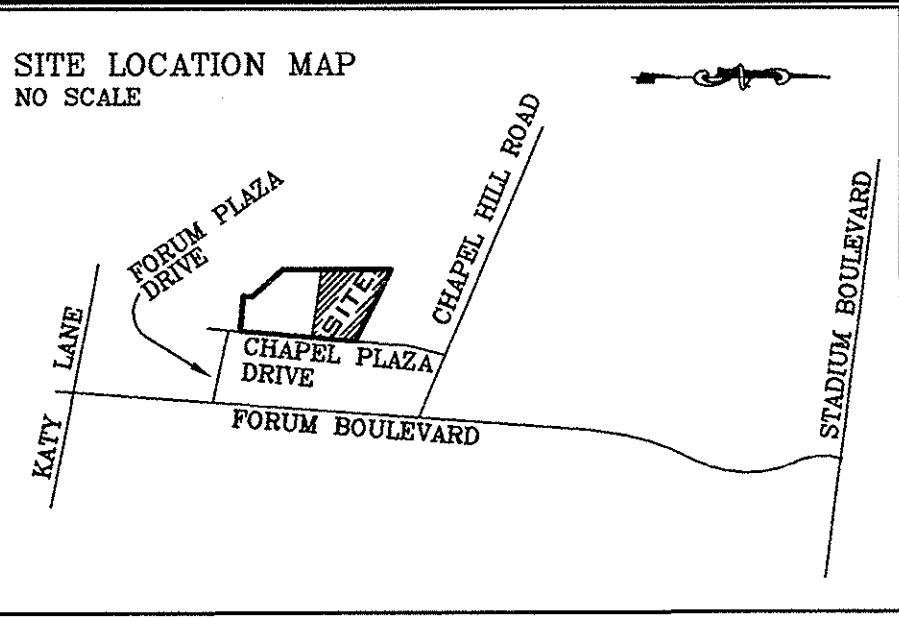 SITE LOCATION MAP
NO SCALE
FORUM PLAZA
DRIVE
CHAPEL HILL ROAD
STADIUM BOULEVARD
KATY LANE
SITE
CHAPEL PLAZA
DRIVE
FORUM BOULEVARD